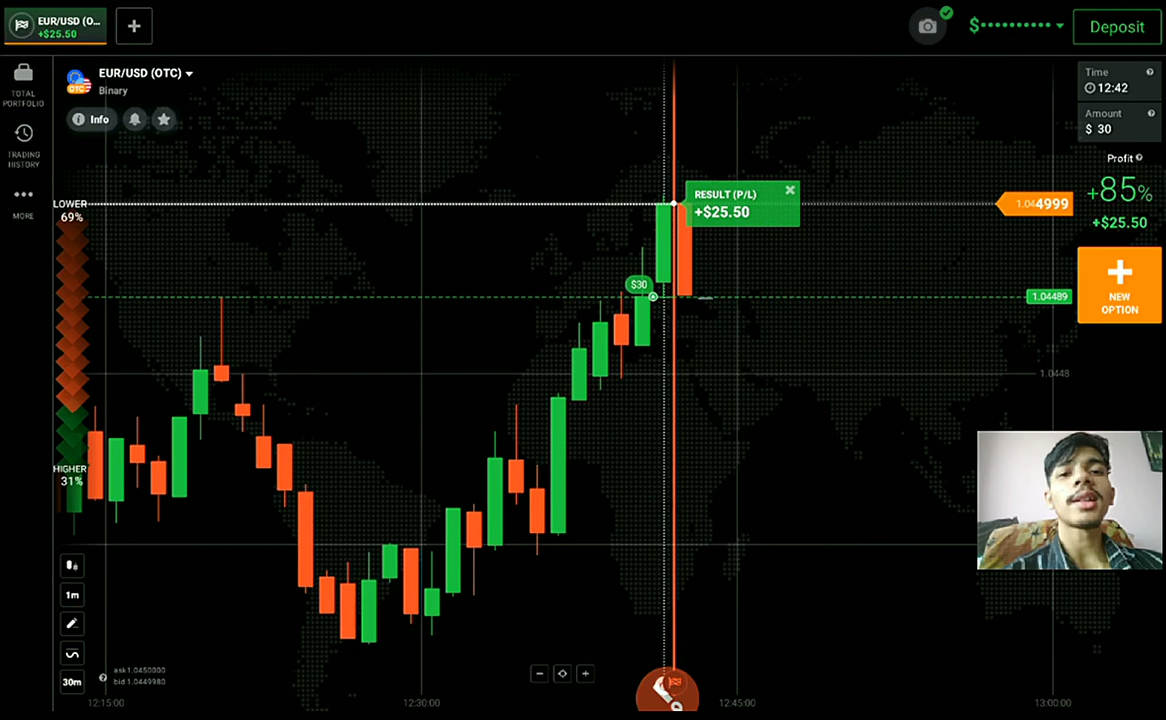 EUR/USD (O...
+$25.50
+
$•••••••••••
Deposit
TOTAL
PORTFOLIO
TRADING
HISTORY
MORE
EUR/USD (OTC)
OTC
Binary
Info
LOWER
69%
HIGHER
31%
RESULT (P/L)
+$25.50
$30
1.044999
1.04489
1.0448
Time
12:42
Amount
$ 30
Profit
+85%
+$25.50
NEW
OPTION
1m
30m
ask 1.0450000
bid 1.0449980
12:15:00
12:30:00
12:45:00
13:00:00